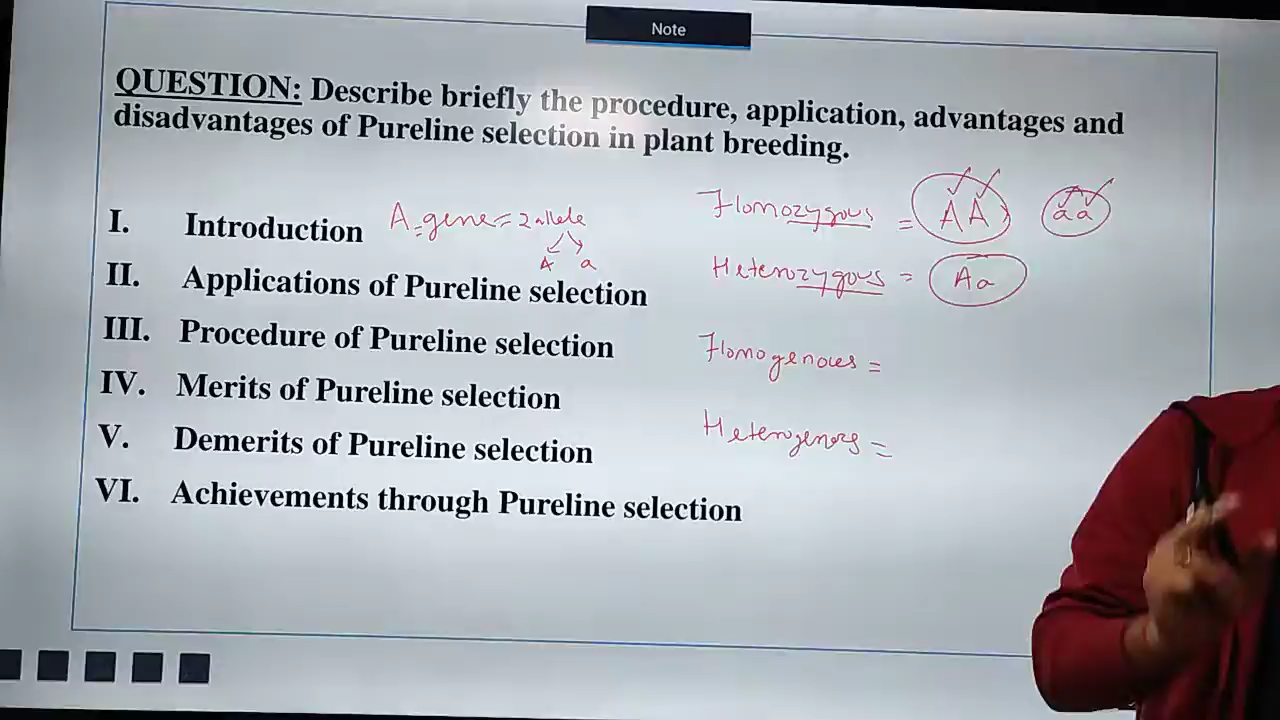 Note
QUESTION: Describe briefly the procedure, application, advantages and
disadvantages of Pureline selection in plant breeding.
I. Introduction
A = gene = 2 allele
A a
II. Applications of Pureline selection
III. Procedure of Pureline selection
IV. Merits of Pureline selection
V. Demerits of Pureline selection
VI. Achievements through Pureline selection
Homozygous = AA aa
Heterozygous = Aa
Homogenous =
Heterogenous =